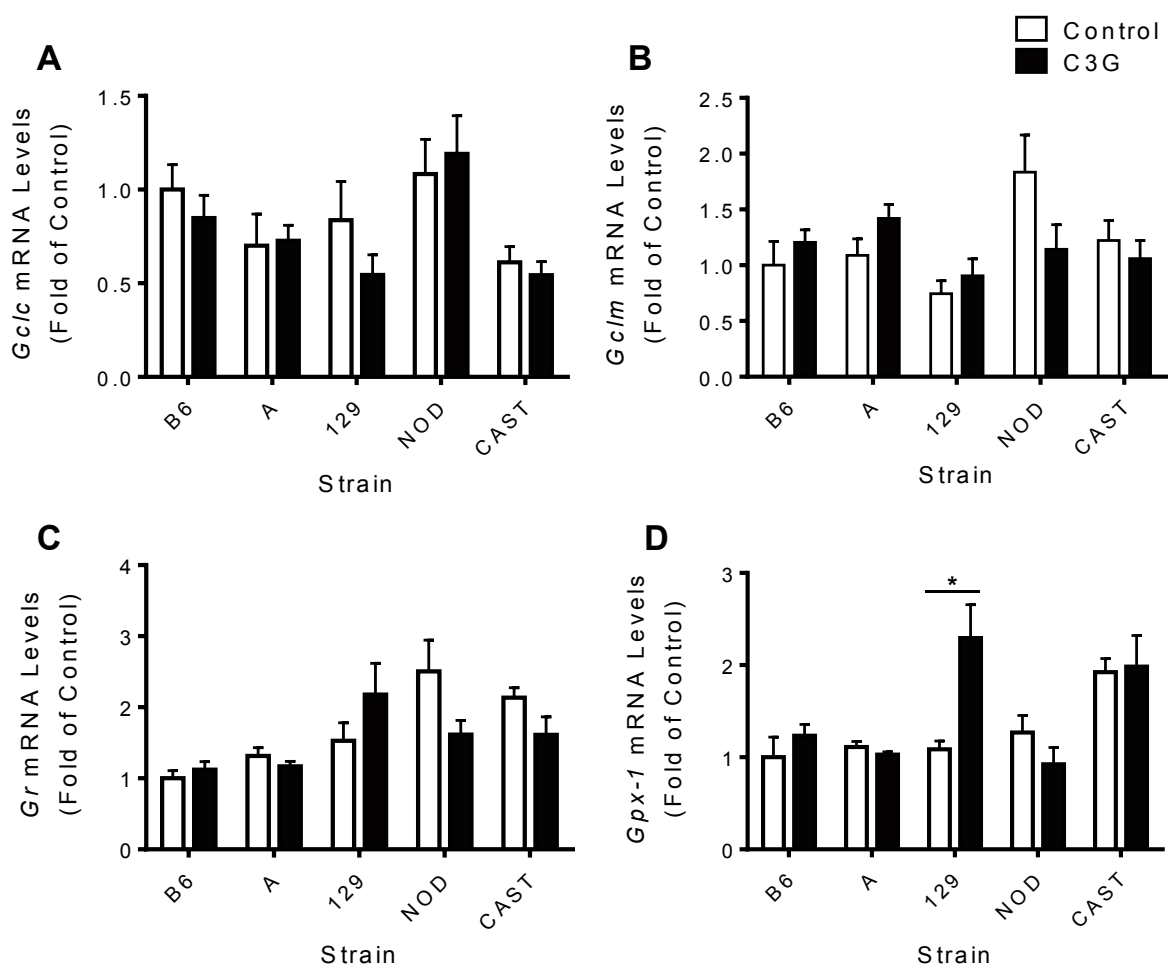 Control
C3G
A
Gclc mRNA Levels
(Fold of Control)
1.5
1.0
0.5
0.0
B6
A
129
NOD
CAST
Strain
B
Gclm mRNA Levels
(Fold of Control)
2.5
2.0
1.5
1.0
0.5
0.0
B6
A
129
NOD
CAST
Strain
C
Gr mRNA Levels
(Fold of Control)
4
3
2
1
0
B6
A
129
NOD
CAST
Strain
D
Gpx-1 mRNA Levels
(Fold of Control)
3
2
1
0
*
B6
A
129
NOD
CAST
Strain